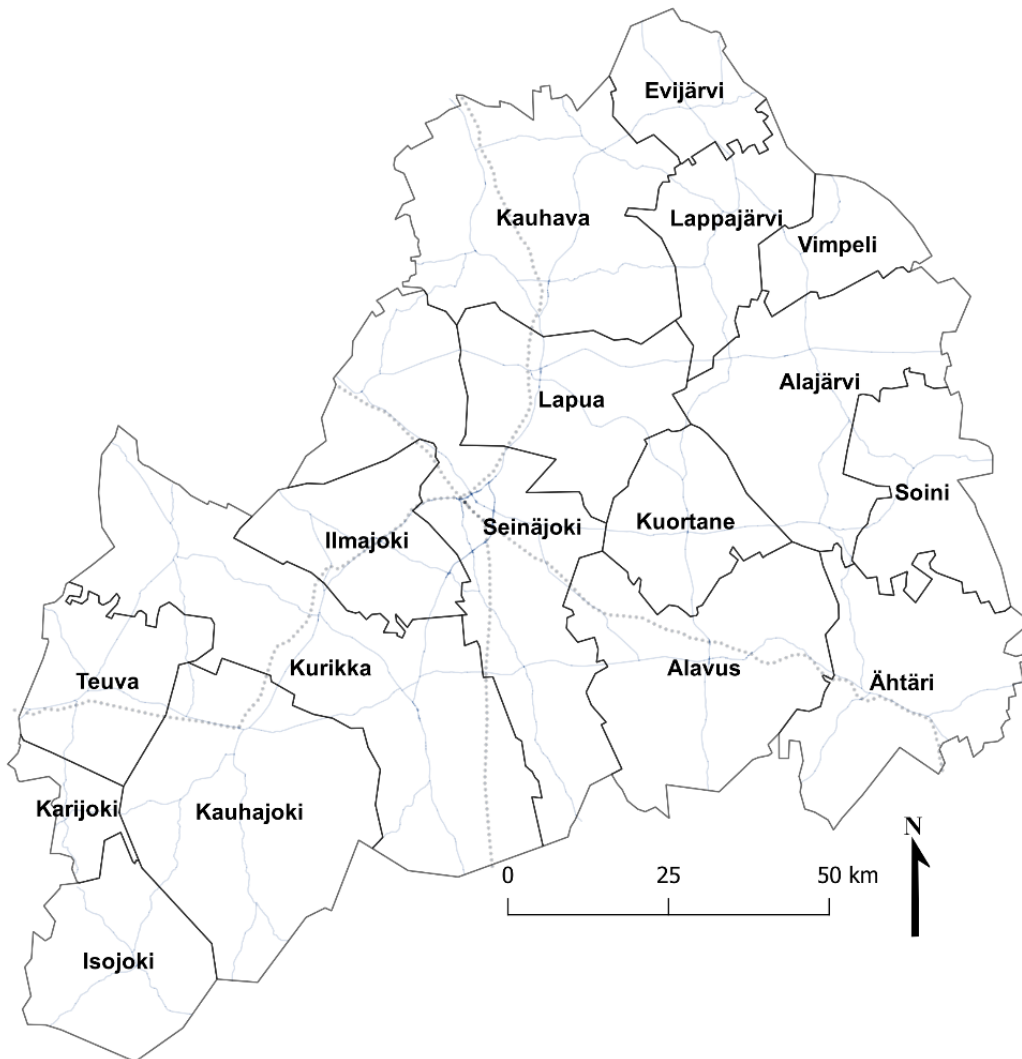 Evijärvi
Kauhava
Lappajärvi
Vimpeli
Alajärvi
Lapua
Soini
Kuortane
Seinäjoki
Ilmajoki
Kurikka
Alavus
Teuva
Ähtäri
Karijoki
Kauhajoki
N
0 25 50 km
Isojoki